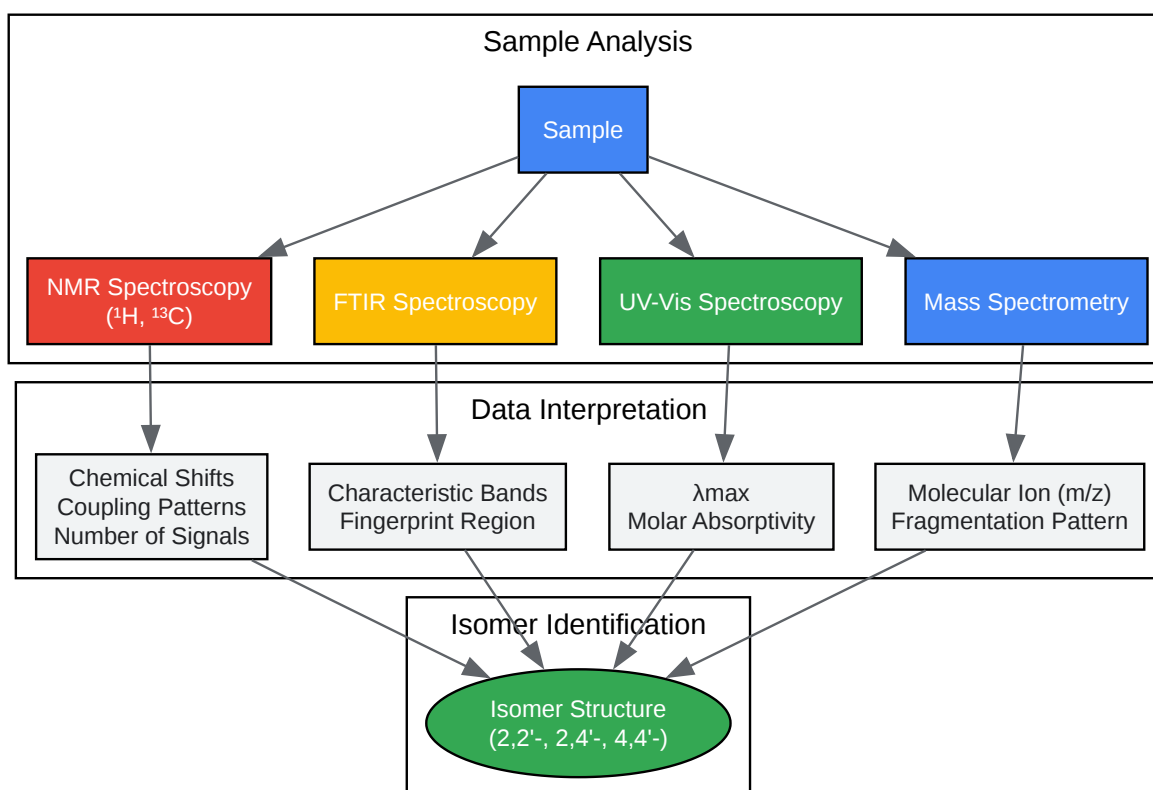 Sample Analysis
Sample
NMR Spectroscopy
(¹H, ¹³C)
FTIR Spectroscopy
UV-Vis Spectroscopy
Mass Spectrometry
Data Interpretation
Chemical Shifts
Coupling Patterns
Number of Signals
Characteristic Bands
Fingerprint Region
λmax
Molar Absorptivity
Molecular Ion (m/z)
Fragmentation Pattern
Isomer Identification
Isomer Structure
(2,2'-, 2,4'-, 4,4'-)